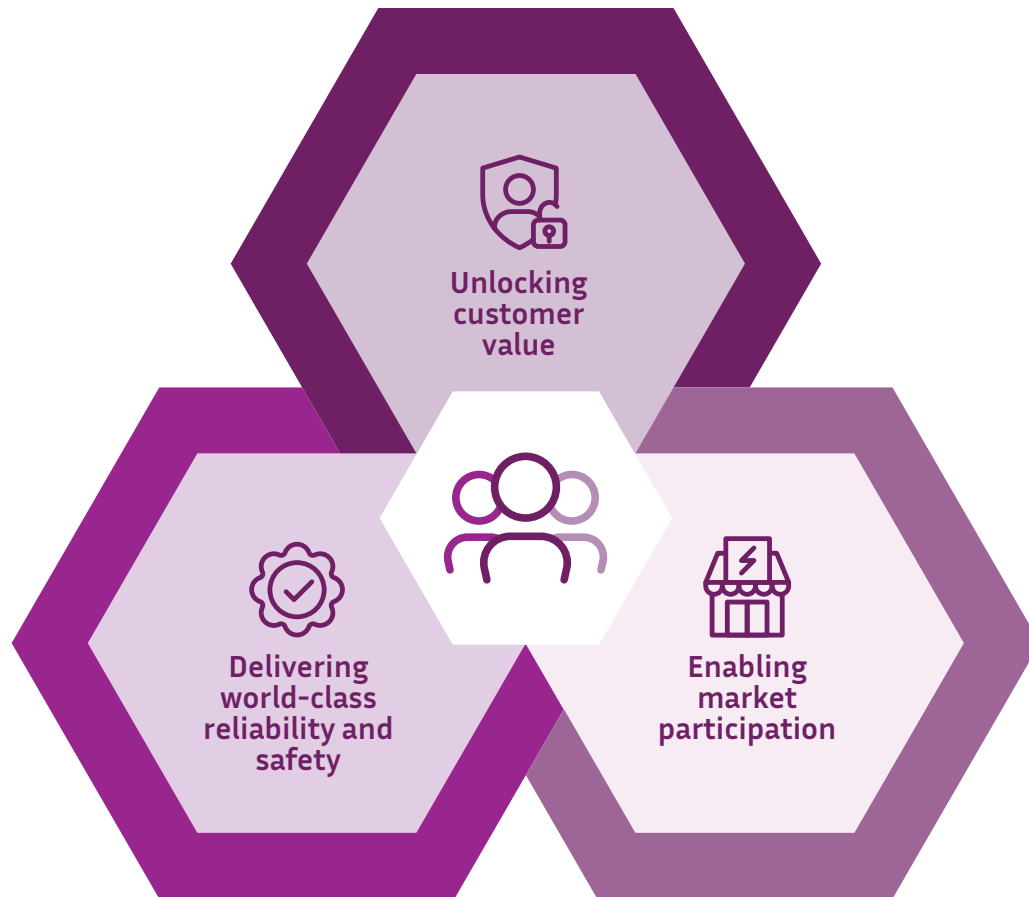 Unlocking
customer
value
Delivering
world-class
reliability and
safety
Enabling
market
participation